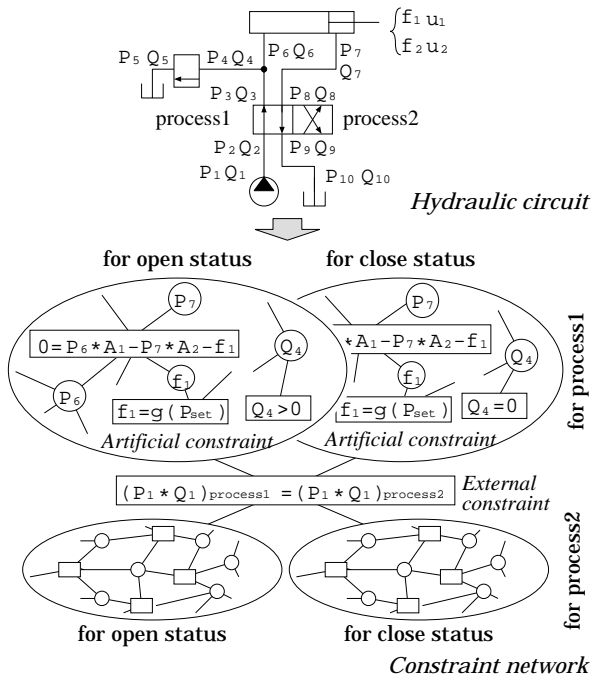 f1 u1
f2 u2
P5 Q5 P4 Q4 P6 Q6 P7
Q7
P3 Q3 P8 Q8
process1 process2
P2 Q2 P9 Q9
P1 Q1 P10 Q10
Hydraulic circuit
for open status for close status
P7 P7
0=P6*A1-P7*A2-f1 *A1-P7*A2-f1
Q4 Q4
f1 f1
P6
f1=g(Pset) Q4>0 f1=g(Pset) Q4=0
Artificial constraint Artificial constraint
for process1
(P1*Q1)process1 =(P1*Q1)process2
External
constraint
for process2
for open status for close status
Constraint network